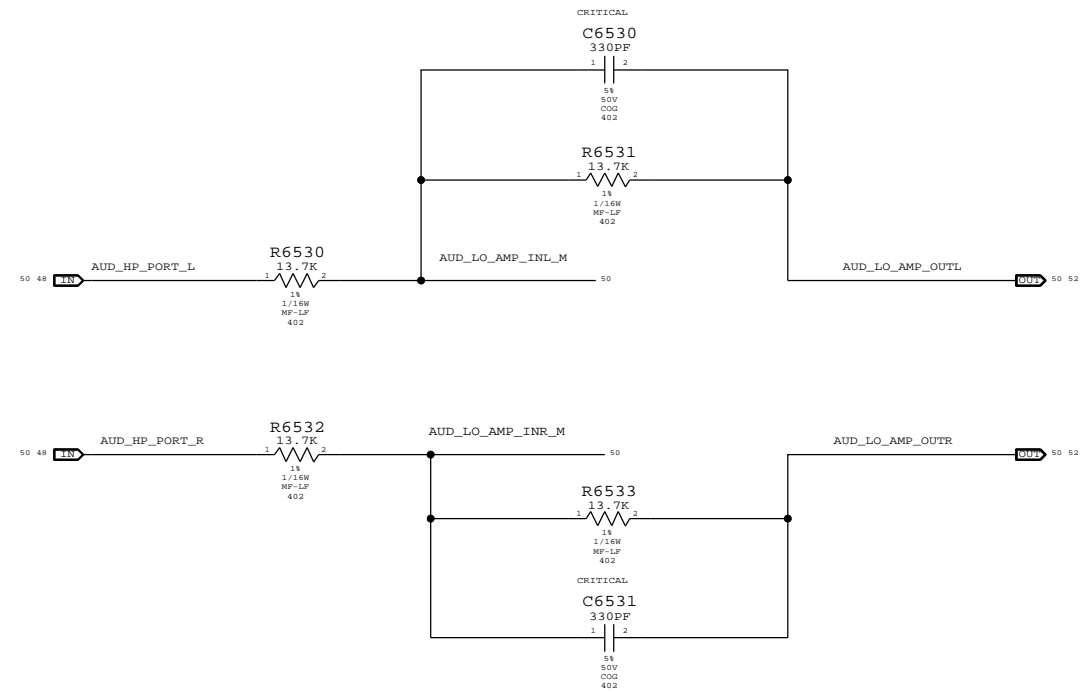 CRITICAL
C6530
330PF
1 2
5%
50V
COG
402
R6531
13.7K
1 2
1%
1/16W
MF-LF
402
R6530
13.7K
1 2
1%
1/16W
MF-LF
402
50 48 IN AUD_HP_PORT_L
AUD_LO_AMP_INL_M
50
AUD_LO_AMP_OUTL
OUT 50 52
R6532
13.7K
1 2
1%
1/16W
MF-LF
402
50 48 IN AUD_HP_PORT_R
AUD_LO_AMP_INR_M
50
AUD_LO_AMP_OUTR
OUT 50 52
R6533
13.7K
1 2
1%
1/16W
MF-LF
402
CRITICAL
C6531
330PF
1 2
5%
50V
COG
402